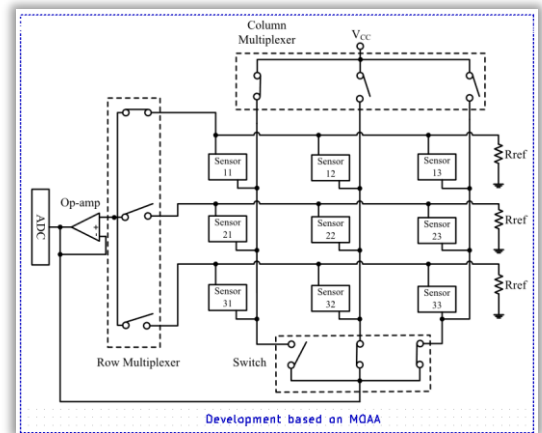 Column
Multiplexer
VCC
Sensor
11
Sensor
12
Sensor
13
Rref
Op-amp
ADC
+
-
Sensor
21
Sensor
22
Sensor
23
Rref
Sensor
31
Sensor
32
Sensor
33
Rref
Row Multiplexer
Switch
Development based on MOAA